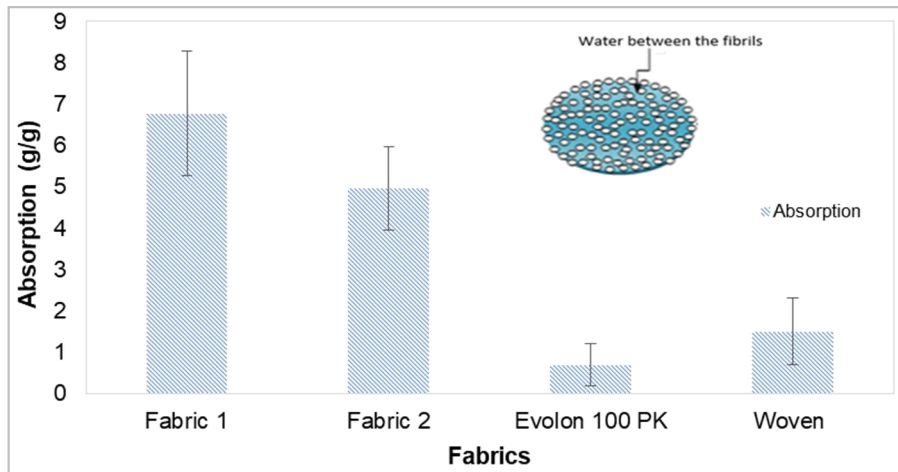 Absorption (g/g)
9
8
7
6
5
4
3
2
1
0
Water between the fibrils
Absorption
Fabric 1
Fabric 2
Evolon 100 PK
Woven
Fabrics